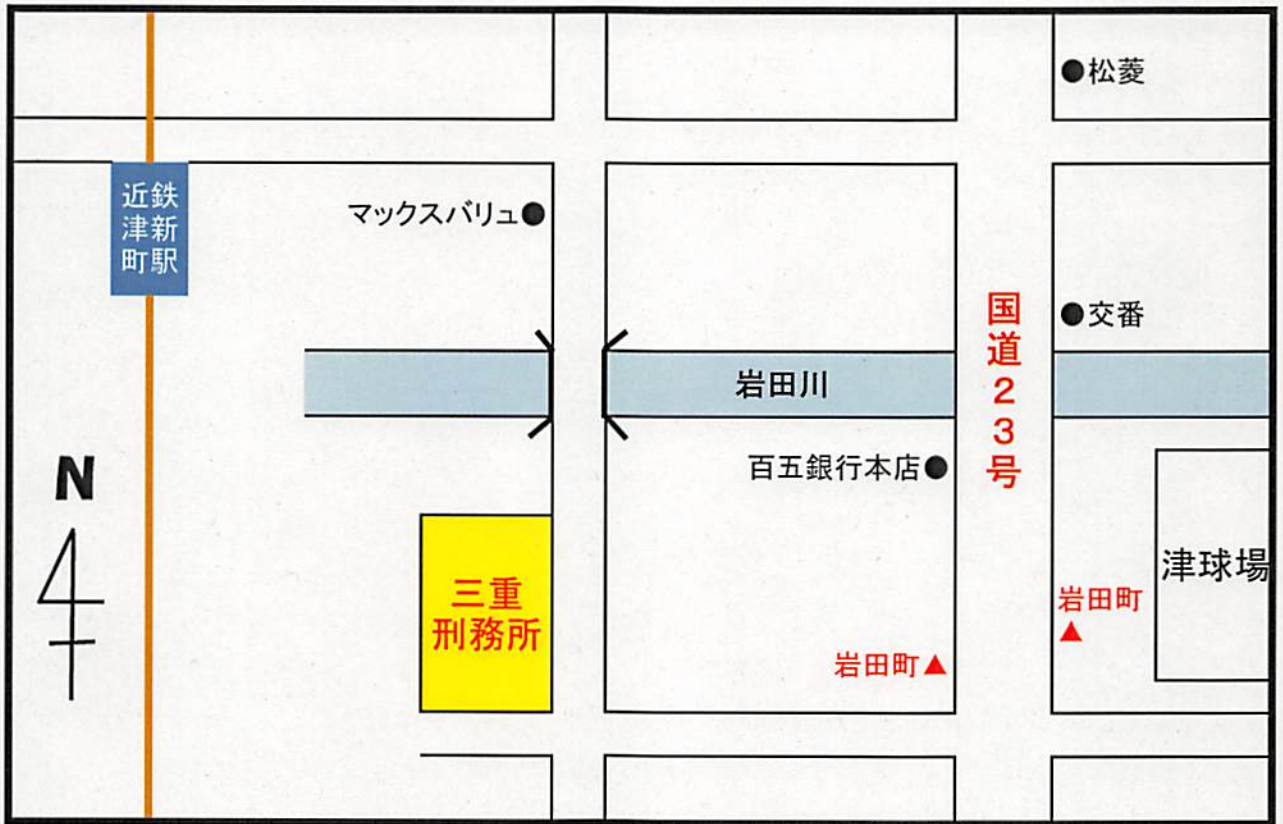 松菱
近鉄
津新
町駅
マックスバリュ
交番
国道23号
岩田川
百五銀行本店
N
三重
刑務所
津球場
岩田町
岩田町